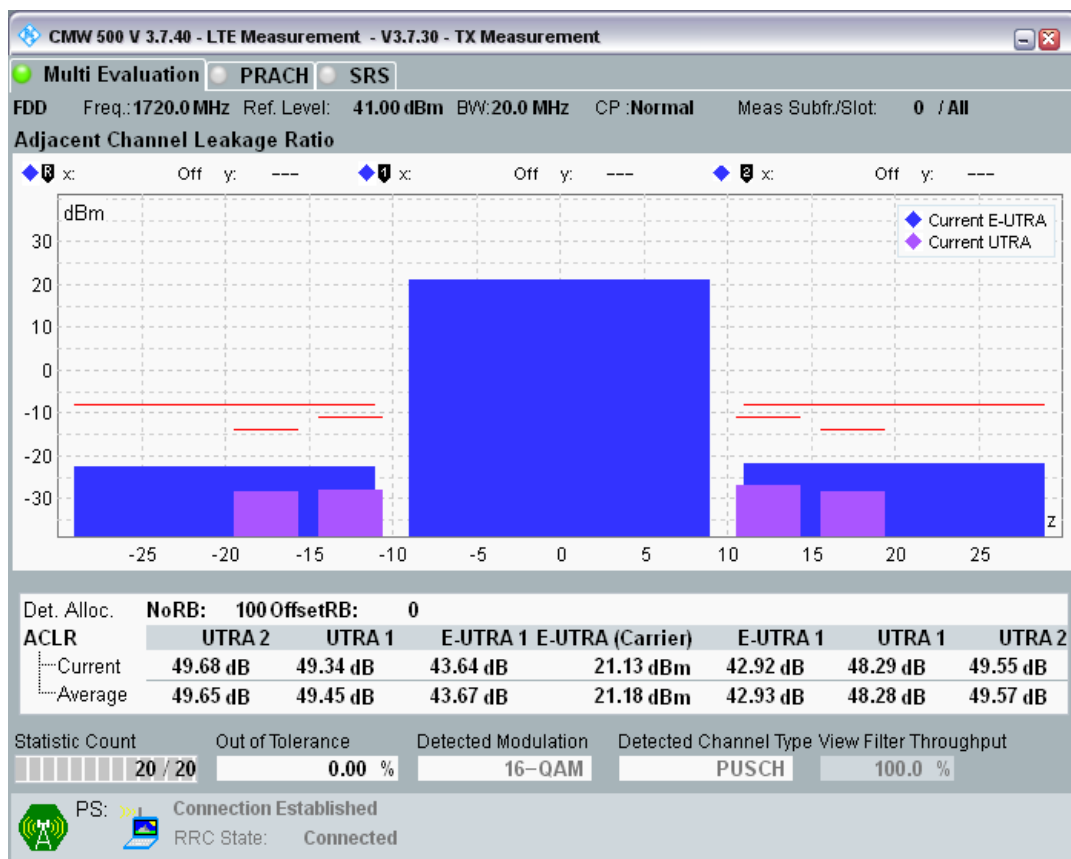 CMW 500 V 3.7.40 - LTE Measurement - V3.7.30 - TX Measurement
Multi Evaluation PRACH SRS
FDD Freq.: 1720.0 MHz Ref. Level: 41.00 dBm BW: 20.0 MHz CP : Normal Meas Subfr./Slot: 0 / All
Adjacent Channel Leakage Ratio
R x: Off y: --- 1 x: Off y: --- 2 x: Off y: ---
dBm
Current E-UTRA
Current UTRA
30
20
10
0
-10
-20
-30
z
-25 -20 -15 -10 -5 0 5 10 15 20 25
Det. Alloc. NoRB: 100 OffsetRB: 0
ACLR UTRA 2 UTRA 1 E-UTRA 1 E-UTRA (Carrier) E-UTRA 1 UTRA 1 UTRA 2
Current 49.68 dB 49.34 dB 43.64 dB 21.13 dBm 42.92 dB 48.29 dB 49.55 dB
Average 49.65 dB 49.45 dB 43.67 dB 21.18 dBm 42.93 dB 48.28 dB 49.57 dB
Statistic Count Out of Tolerance Detected Modulation Detected Channel Type View Filter Throughput
20 / 20 0.00 % 16-QAM PUSCH 100.0 %
PS: Connection Established
RRC State: Connected